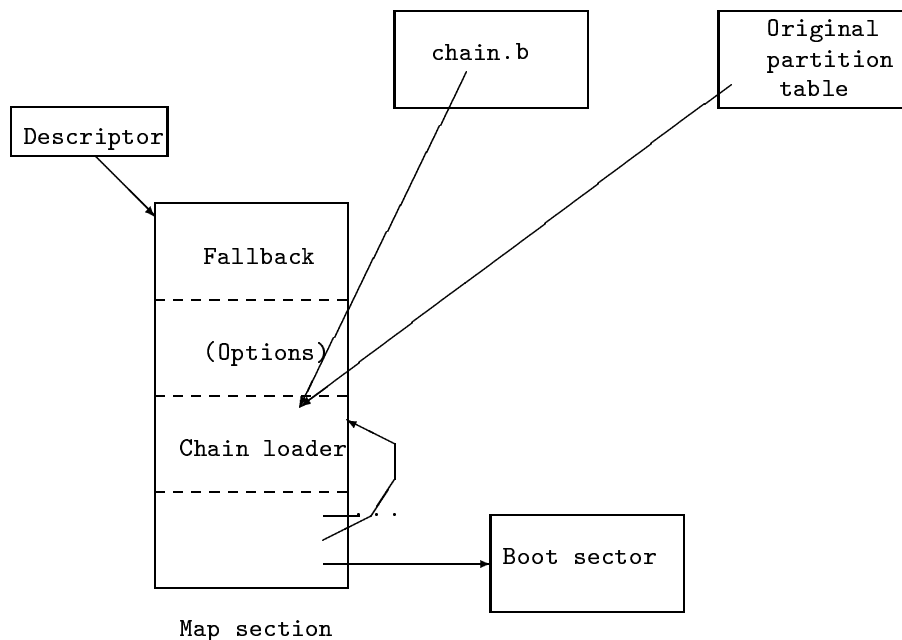 chain.b
Original
partition
table
Descriptor
Fallback
(Options)
Chain loader
. . .
Boot sector
Map section